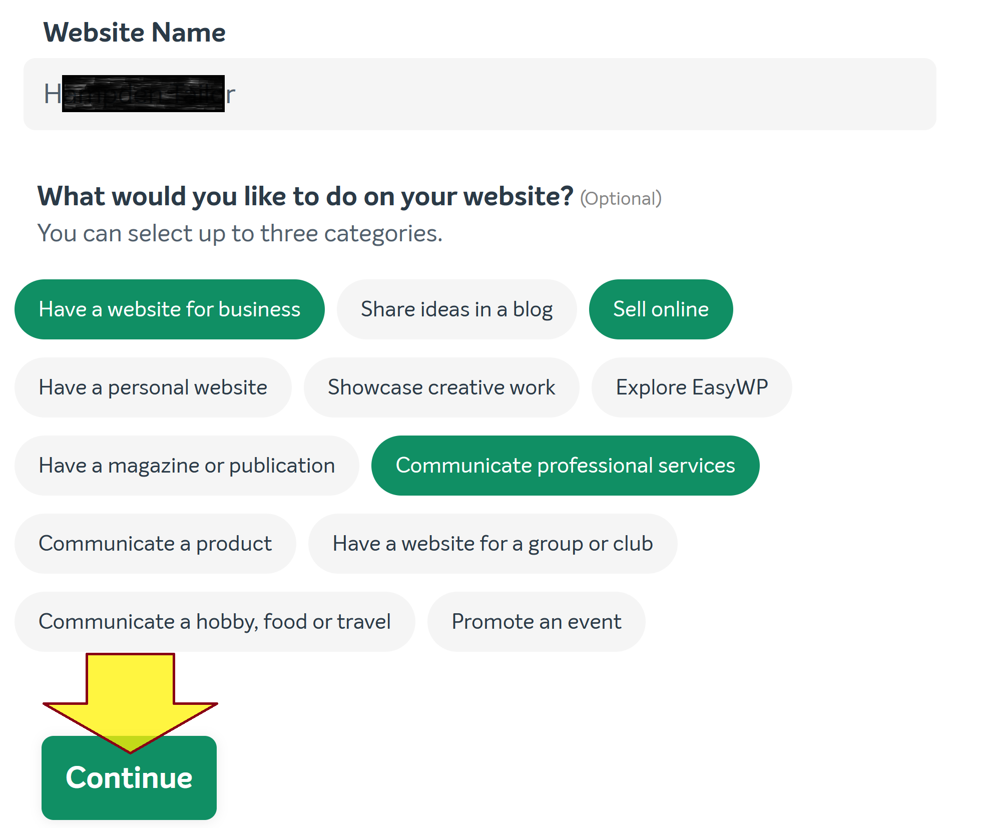 Website Name
H r
What would you like to do on your website? (Optional)
You can select up to three categories.
Have a website for business Share ideas in a blog Sell online
Have a personal website Showcase creative work Explore EasyWP
Have a magazine or publication Communicate professional services
Communicate a product Have a website for a group or club
Communicate a hobby, food or travel Promote an event
Continue